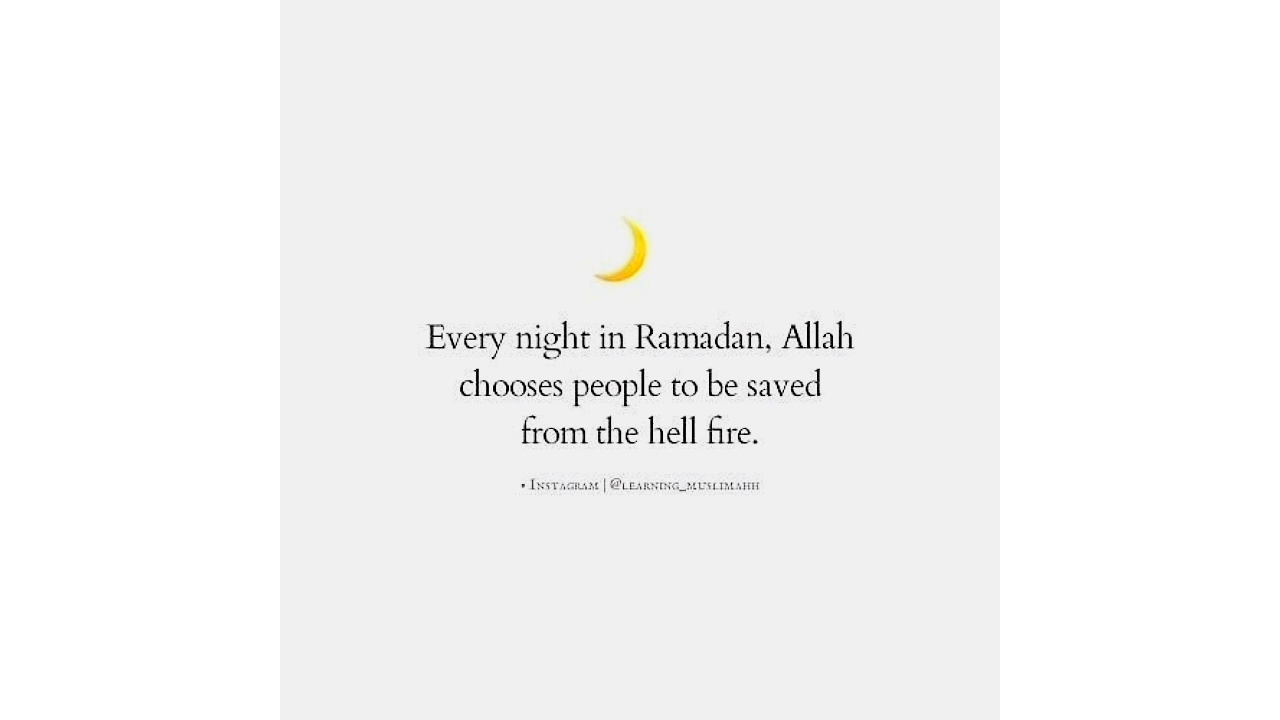 Every night in Ramadan, Allah
chooses people to be saved
from the hell fire.
• Instagram | @learning_muslimahh